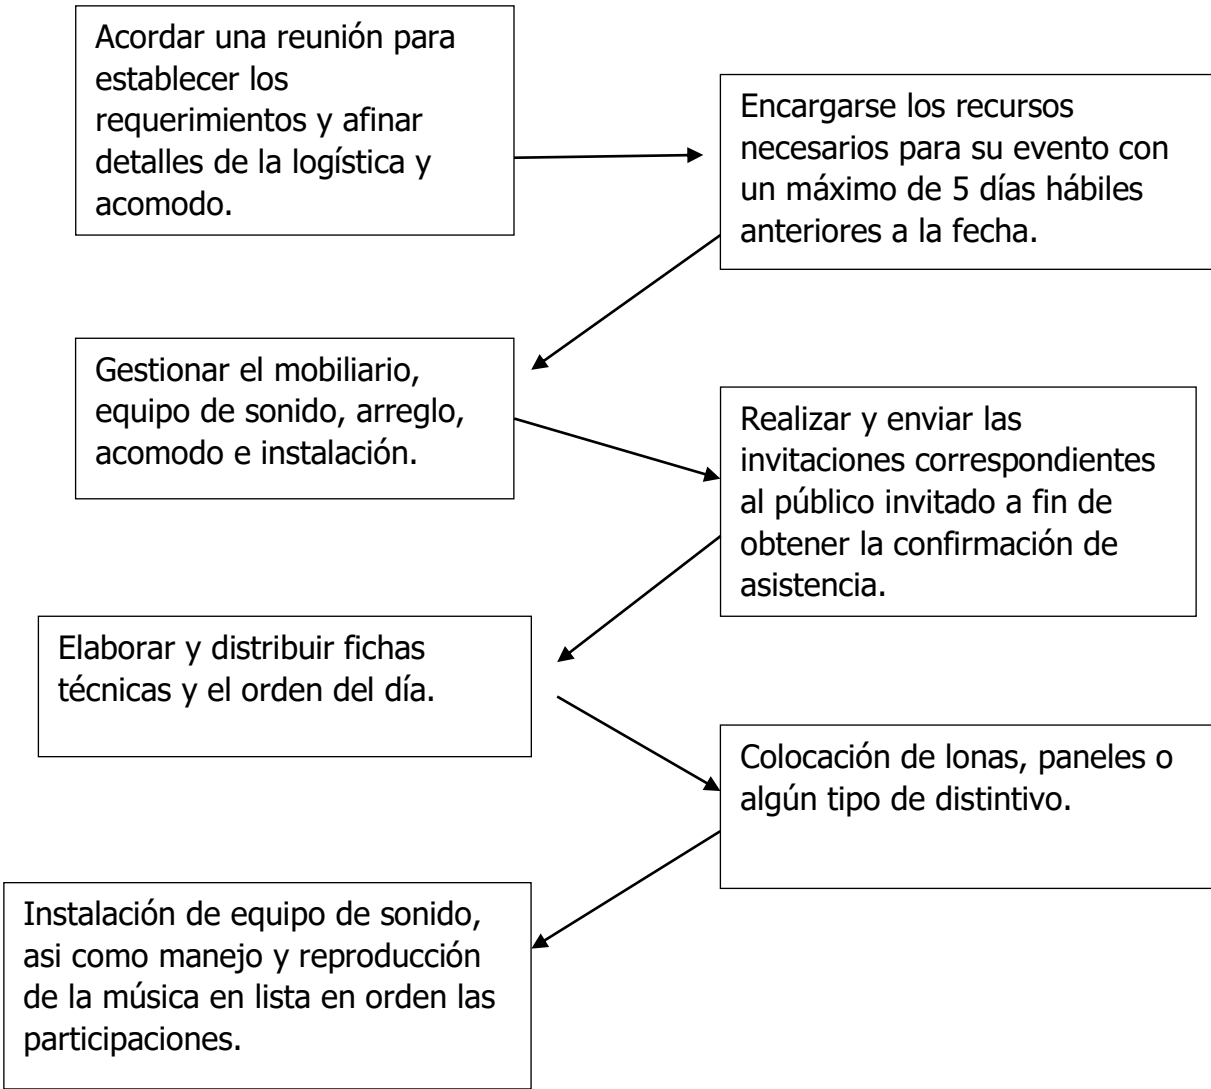 Acordar una reunión para
establecer los
requerimientos y afinar
detalles de la logística y
acomodo.
Encargarse los recursos
necesarios para su evento con
un máximo de 5 días hábiles
anteriores a la fecha.
Gestionar el mobiliario,
equipo de sonido, arreglo,
acomodo e instalación.
Realizar y enviar las
invitaciones correspondientes
al público invitado a fin de
obtener la confirmación de
asistencia.
Elaborar y distribuir fichas
técnicas y el orden del día.
Colocación de lonas, paneles o
algún tipo de distintivo.
Instalación de equipo de sonido,
asi como manejo y reproducción
de la música en lista en orden las
participaciones.